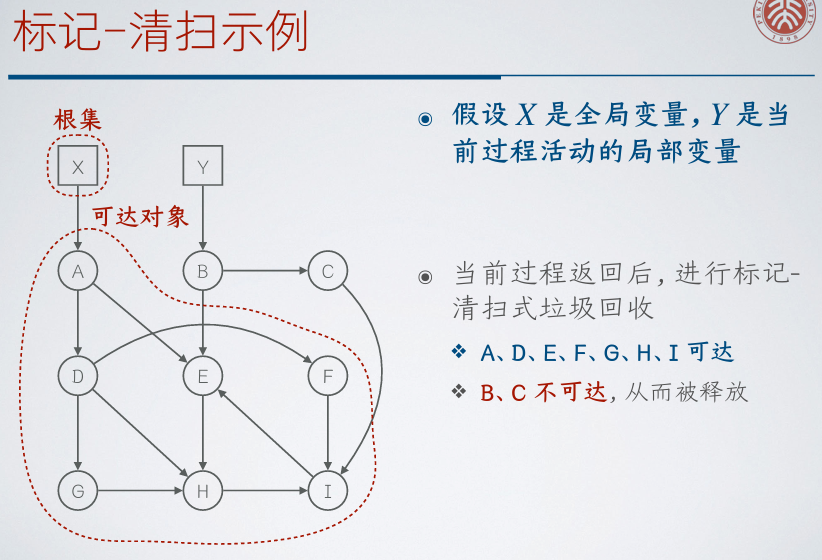 标记-清扫示例
根集
X
Y
可达对象
A
B
C
D
E
F
G
H
I
假设 X 是全局变量, Y 是当
前过程活动的局部变量
当前过程返回后, 进行标记-
清扫式垃圾回收
A、D、E、F、G、H、I 可达
B、C 不可达, 从而被释放